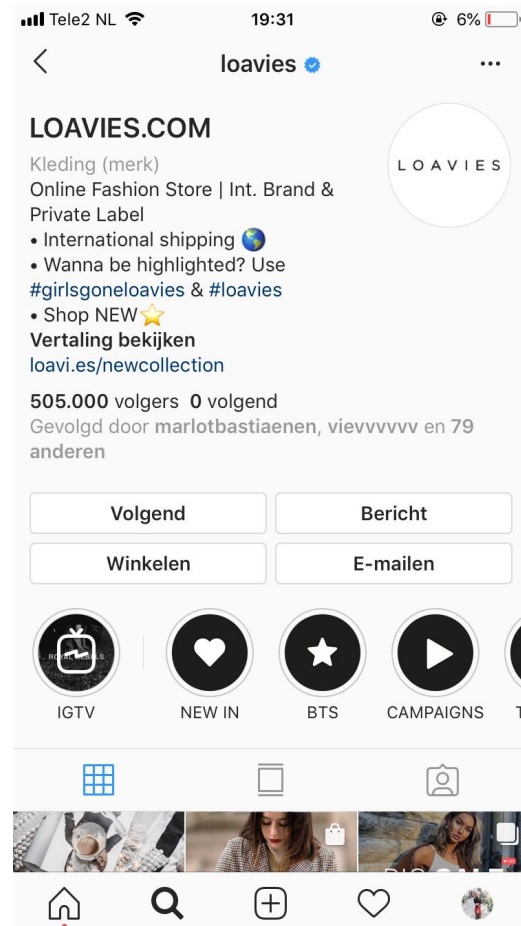 Tele2 NL 19:31 6%
loavies
LOAVIES.COM
LOAVIES
Kleding (merk)
Online Fashion Store | Int. Brand &
Private Label
• International shipping 🌎
• Wanna be highlighted? Use
#girlsgoneloavies & #loavies
• Shop NEW⭐
Vertaling bekijken
loavi.es/newcollection
505.000 volgers 0 volgend
Gevolgd door marlotbastiaenen, vievvvvvv en 79
anderen
Volgend Bericht
Winkelen E-mailen
IGTV NEW IN BTS CAMPAIGNS T